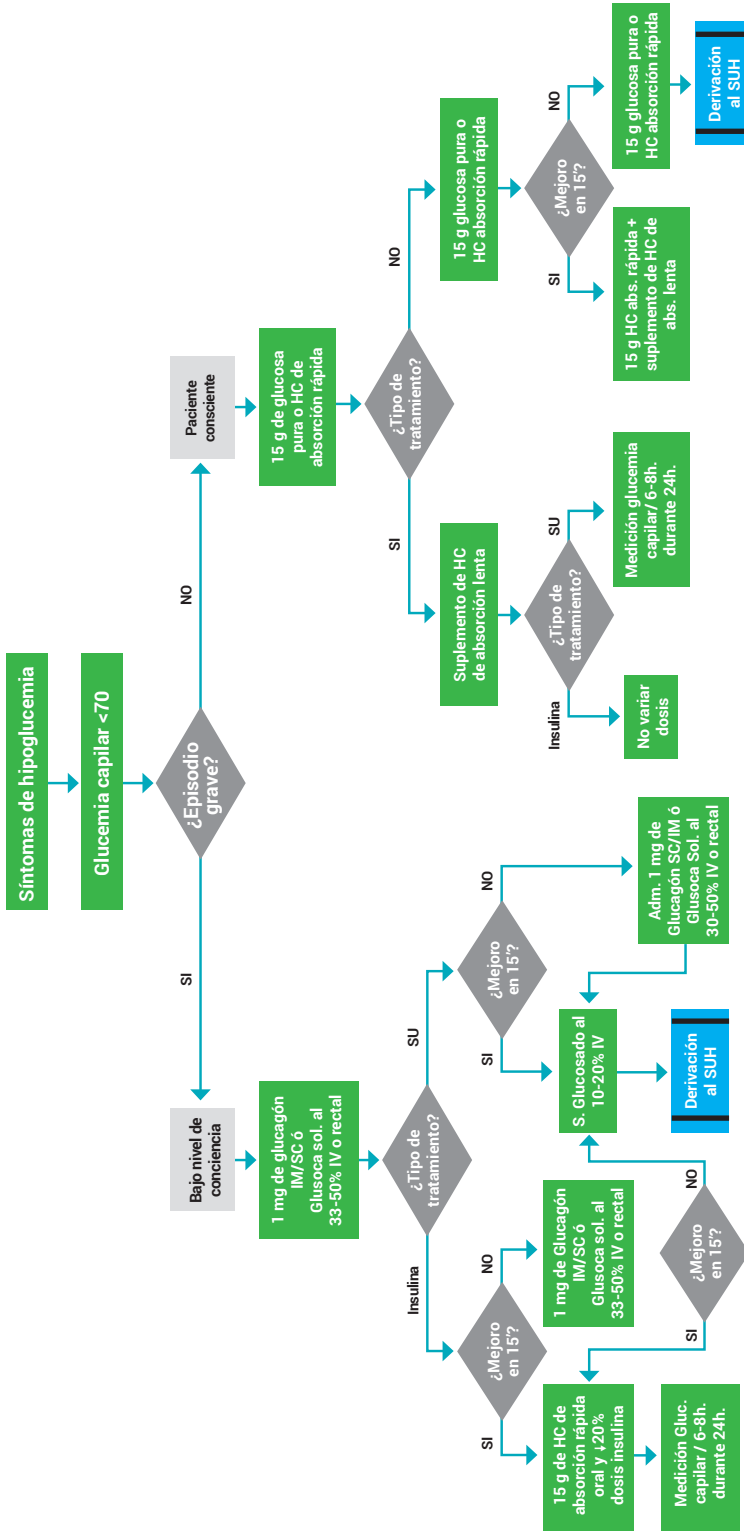 Síntomas de hipoglucemia
Glucemia capilar <70
¿Episodio
grave?
SI
NO
Bajo nivel de
conciencia
Paciente
consciente
1 mg de glucagón
IM/SC ó
Glusoca sol. al
33-50% IV o rectal
15 g de glucosa
pura o HC de
absorción rápida
¿Tipo de
tratamiento?
Insulina
SU
¿Tipo de
tratamiento?
SI
NO
¿Mejoro
en 15'?
SI
NO
¿Mejoro
en 15'?
SI
NO
Suplemento de HC
de absorción lenta
15 g glucosa pura o
HC absorción rápida
¿Tipo de
tratamiento?
Insulina
SU
¿Mejoro
en 15'?
SI
NO
15 g de HC de
absorción rápida
oral y ↓20%
dosis insulina
1 mg de Glucagón
IM/SC ó
Glusoca sol. al
33-50% IV o rectal
S. Glucosado al
10-20% IV
Adm. 1 mg de
Glucagón SC/IM ó
Glusoca Sol. al
30-50% IV o rectal
No variar
dosis
Medición glucemia
capilar/ 6-8h.
durante 24h.
15 g HC abs. rápida +
suplemento de HC de
abs. lenta
15 g glucosa pura o
HC absorción rápida
¿Mejoro
en 15'?
SI
NO
Medición Gluc.
capilar / 6-8h.
durante 24h.
Derivación
al SUH
Derivación
al SUH